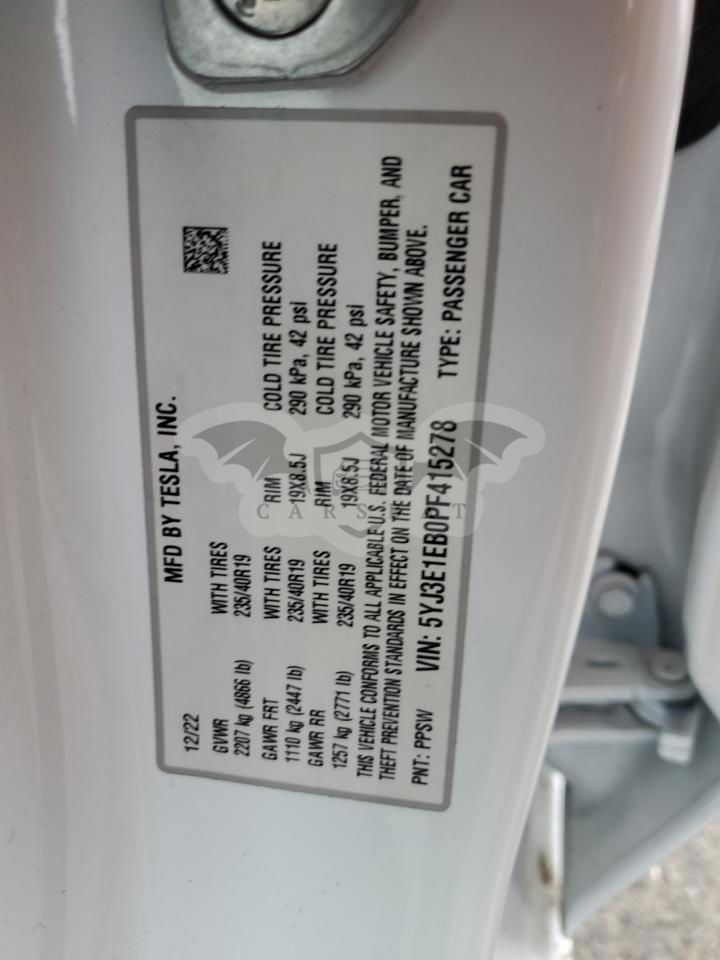 MFD BY TESLA, INC.
12/22
GVWR WITH TIRES
2207 kg (4866 lb) 235/40R19
GAWR FRT WITH TIRES RIM COLD TIRE PRESSURE
1110 kg (2447 lb) 235/40R19 19X8.5J 290 kPa, 42 psi
GAWR RR WITH TIRES RIM COLD TIRE PRESSURE
1257 kg (2771 lb) 235/40R19 19X8.5J 290 kPa, 42 psi
THIS VEHICLE CONFORMS TO ALL APPLICABLE U.S. FEDERAL MOTOR VEHICLE SAFETY, BUMPER, AND
THEFT PREVENTION STANDARDS IN EFFECT ON THE DATE OF MANUFACTURE SHOWN ABOVE.
PNT: PPSW VIN: 5YJ3E1EB0PF415278 TYPE: PASSENGER CAR